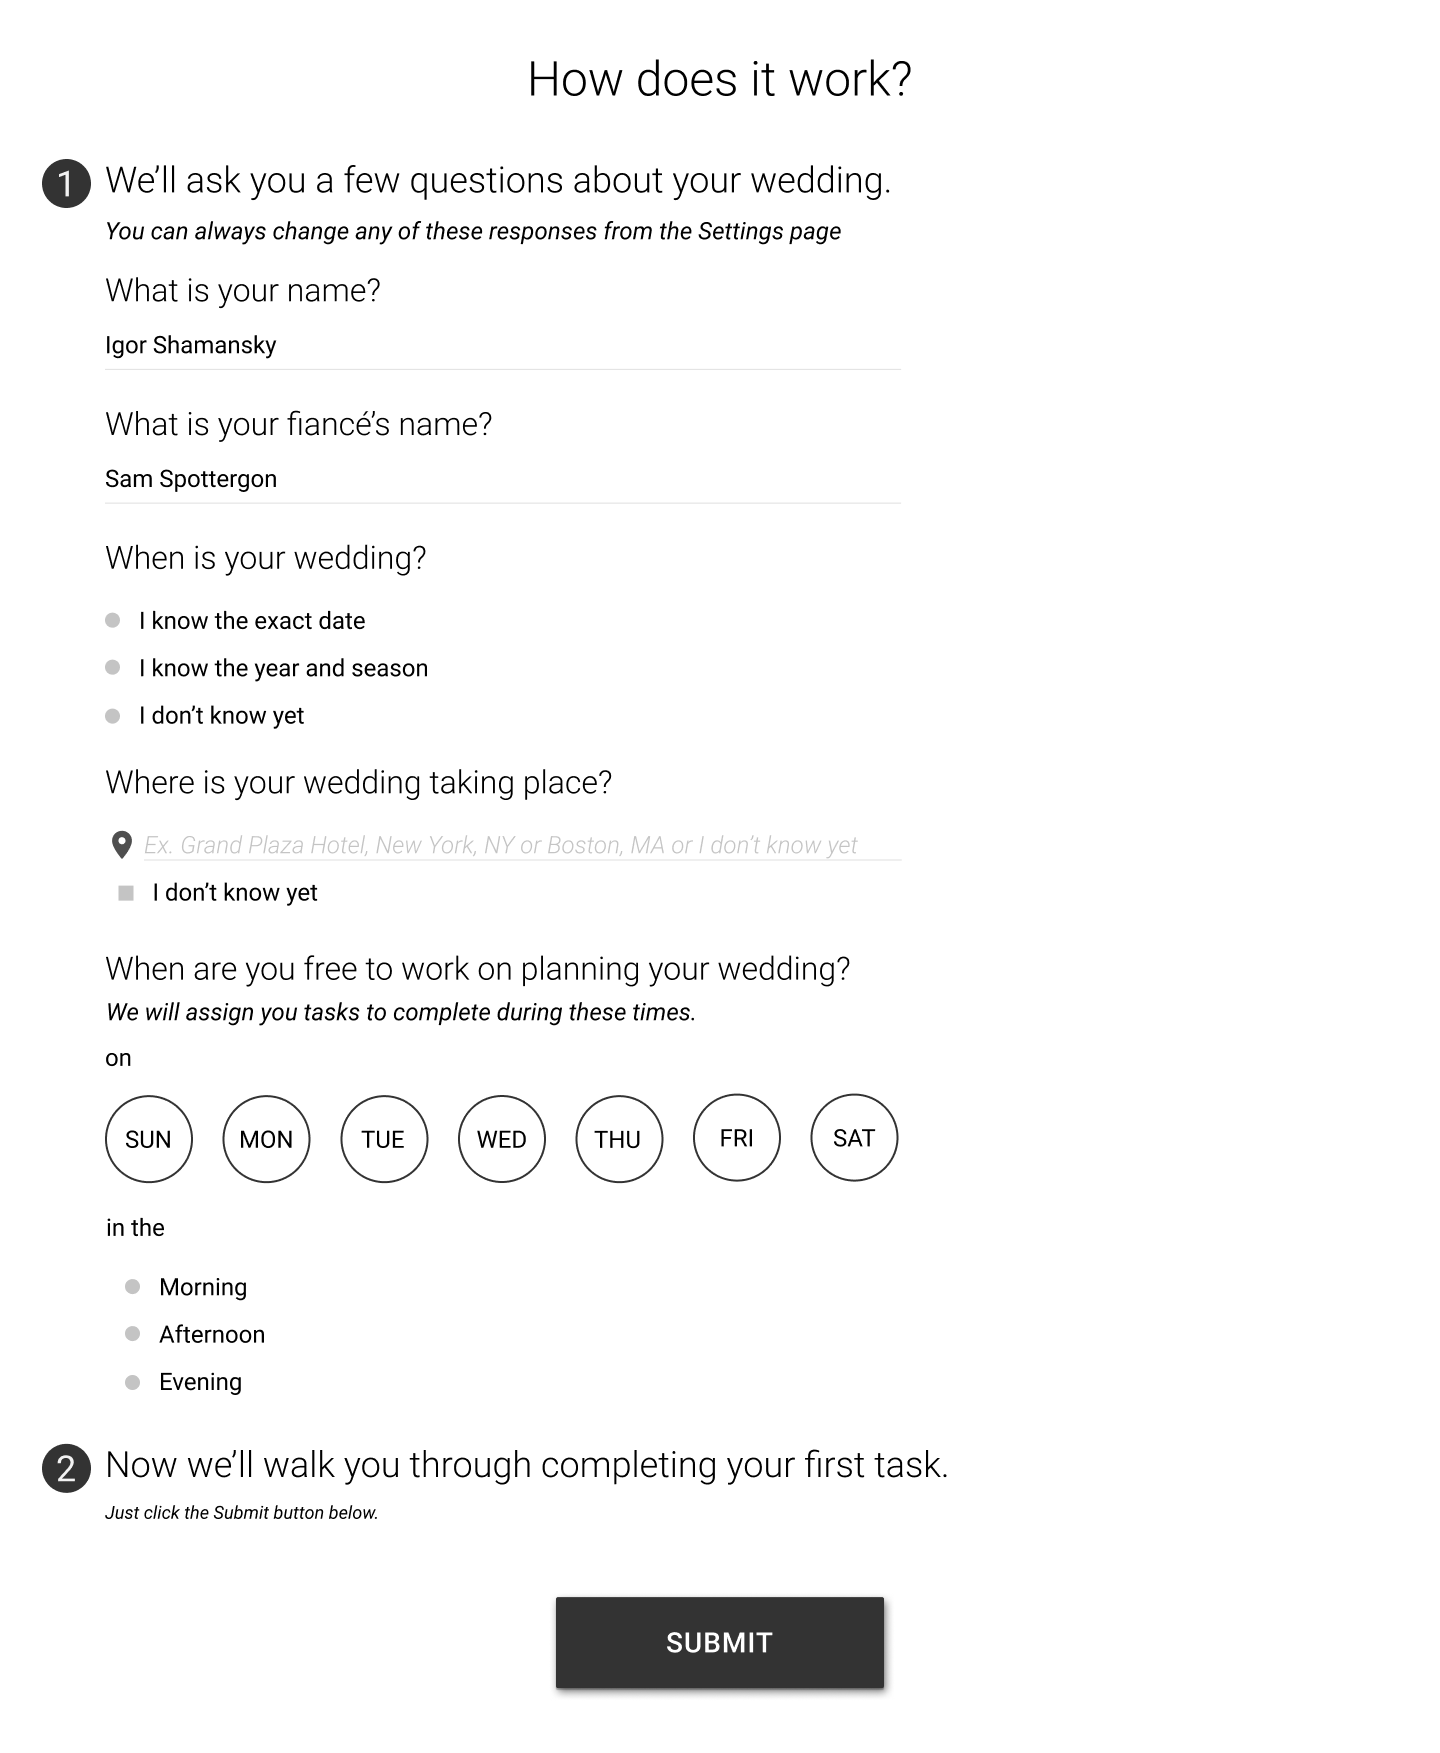 How does it work?
1 We’ll ask you a few questions about your wedding.
You can always change any of these responses from the Settings page
What is your name?
Igor Shamansky
What is your fiancé’s name?
Sam Spottergon
When is your wedding?
I know the exact date
I know the year and season
I don’t know yet
Where is your wedding taking place?
Ex. Grand Plaza Hotel, New York, NY or Boston, MA or I don’t know yet
I don’t know yet
When are you free to work on planning your wedding?
We will assign you tasks to complete during these times.
on
SUN MON TUE WED THU FRI SAT
in the
Morning
Afternoon
Evening
2 Now we’ll walk you through completing your first task.
Just click the Submit button below.
SUBMIT